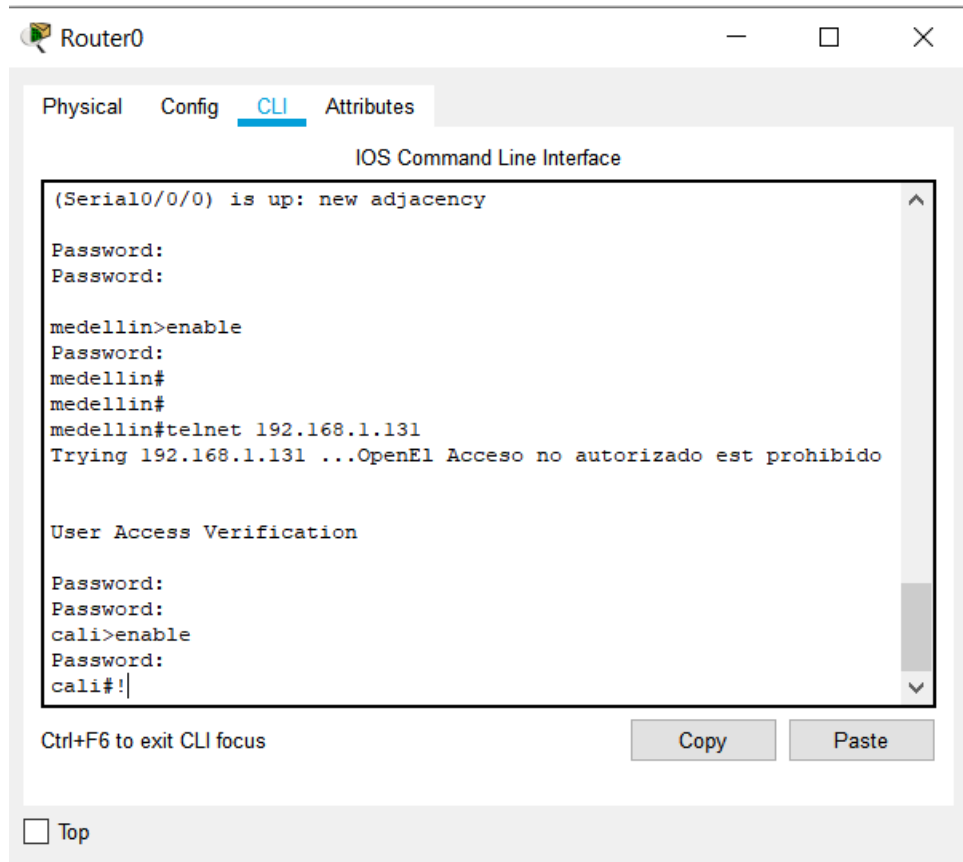 Router0
Physical Config CLI Attributes
IOS Command Line Interface
(Serial0/0/0) is up: new adjacency
Password:
Password:
medellin>enable
Password:
medellin#
medellin#
medellin#telnet 192.168.1.131
Trying 192.168.1.131 ...OpenEl Acceso no autorizado est prohibido
User Access Verification
Password:
Password:
cali>enable
Password:
cali#!
Ctrl+F6 to exit CLI focus
Copy
Paste
Top